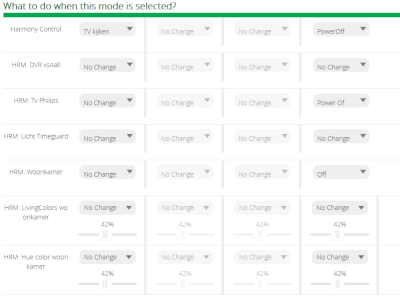 What to do when this mode is selected?
Harmony Control TV kijken No Change No Change PowerOff
HRM: DVR xs4all No Change No Change No Change No Change
HRM: Tv Philips No Change No Change No Change Power Of
HRM: Licht Timeguard No Change No Change No Change No Change
HRM: Woonkamer No Change No Change No Change Off
HRM: LivingColors wo No Change No Change No Change No Change
onkamer
42% 42% 42% 42%
HRM: Hue color woon No Change No Change No Change No Change
kamer
42% 42% 42% 42%